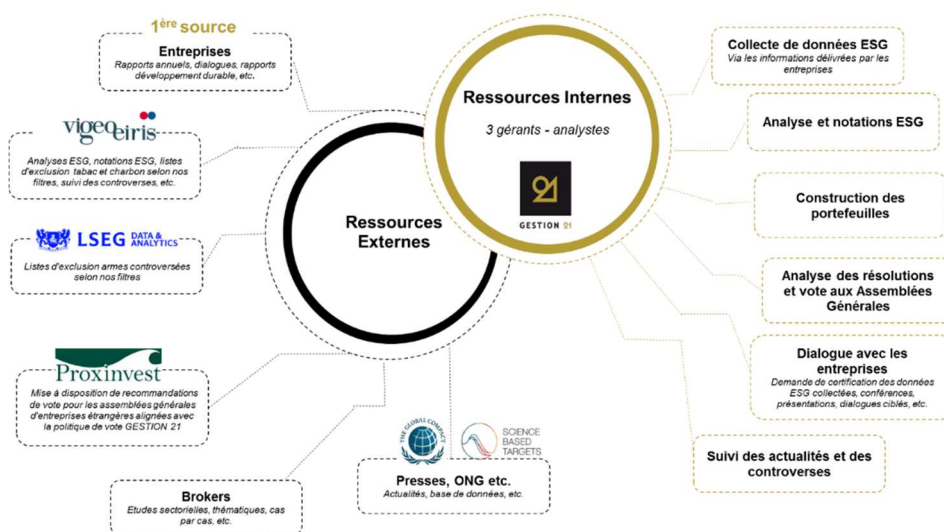 1ère source
Entreprises
Rapports annuels, dialogues, rapports
développement durable, etc.
vigeoeiris
Analyses ESG, notations ESG, listes
d'exclusion tabac et charbon selon nos
filtres, suivi des controverses, etc.
LSEG DATA &
ANALYTICS
Listes d'exclusion armes controversées
selon nos filtres
Proxinvest
Mise à disposition de recommandations
de vote pour les assemblées générales
d'entreprises étrangères alignées avec
la politique de vote GESTION 21
Brokers
Etudes sectorielles, thématiques, cas
par cas, etc.
THE GLOBAL COMPACT
SCIENCE
BASED
TARGETS
Presses, ONG etc.
Actualités, base de données, etc.
Ressources
Externes
Ressources Internes
3 gérants - analystes
21
GESTION 21
Collecte de données ESG
Via les informations délivrées par les
entreprises
Analyse et notations ESG
Construction des
portefeuilles
Analyse des résolutions
et vote aux Assemblées
Générales
Dialogue avec les
entreprises
Demande de certification des données
ESG collectées, conférences,
présentations, dialogues ciblés, etc.
Suivi des actualités et des
controverses